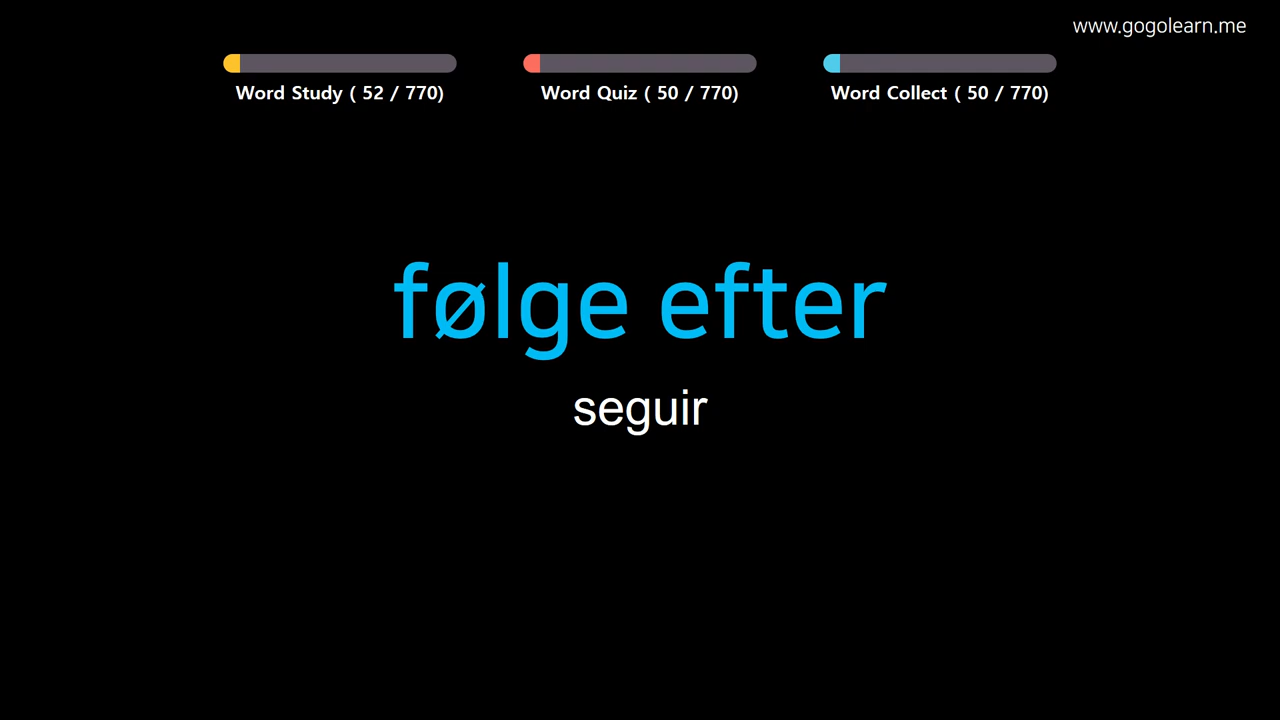 www.gogolearn.me
Word Study ( 52 / 770)
Word Quiz ( 50 / 770)
Word Collect ( 50 / 770)
følge efter
seguir